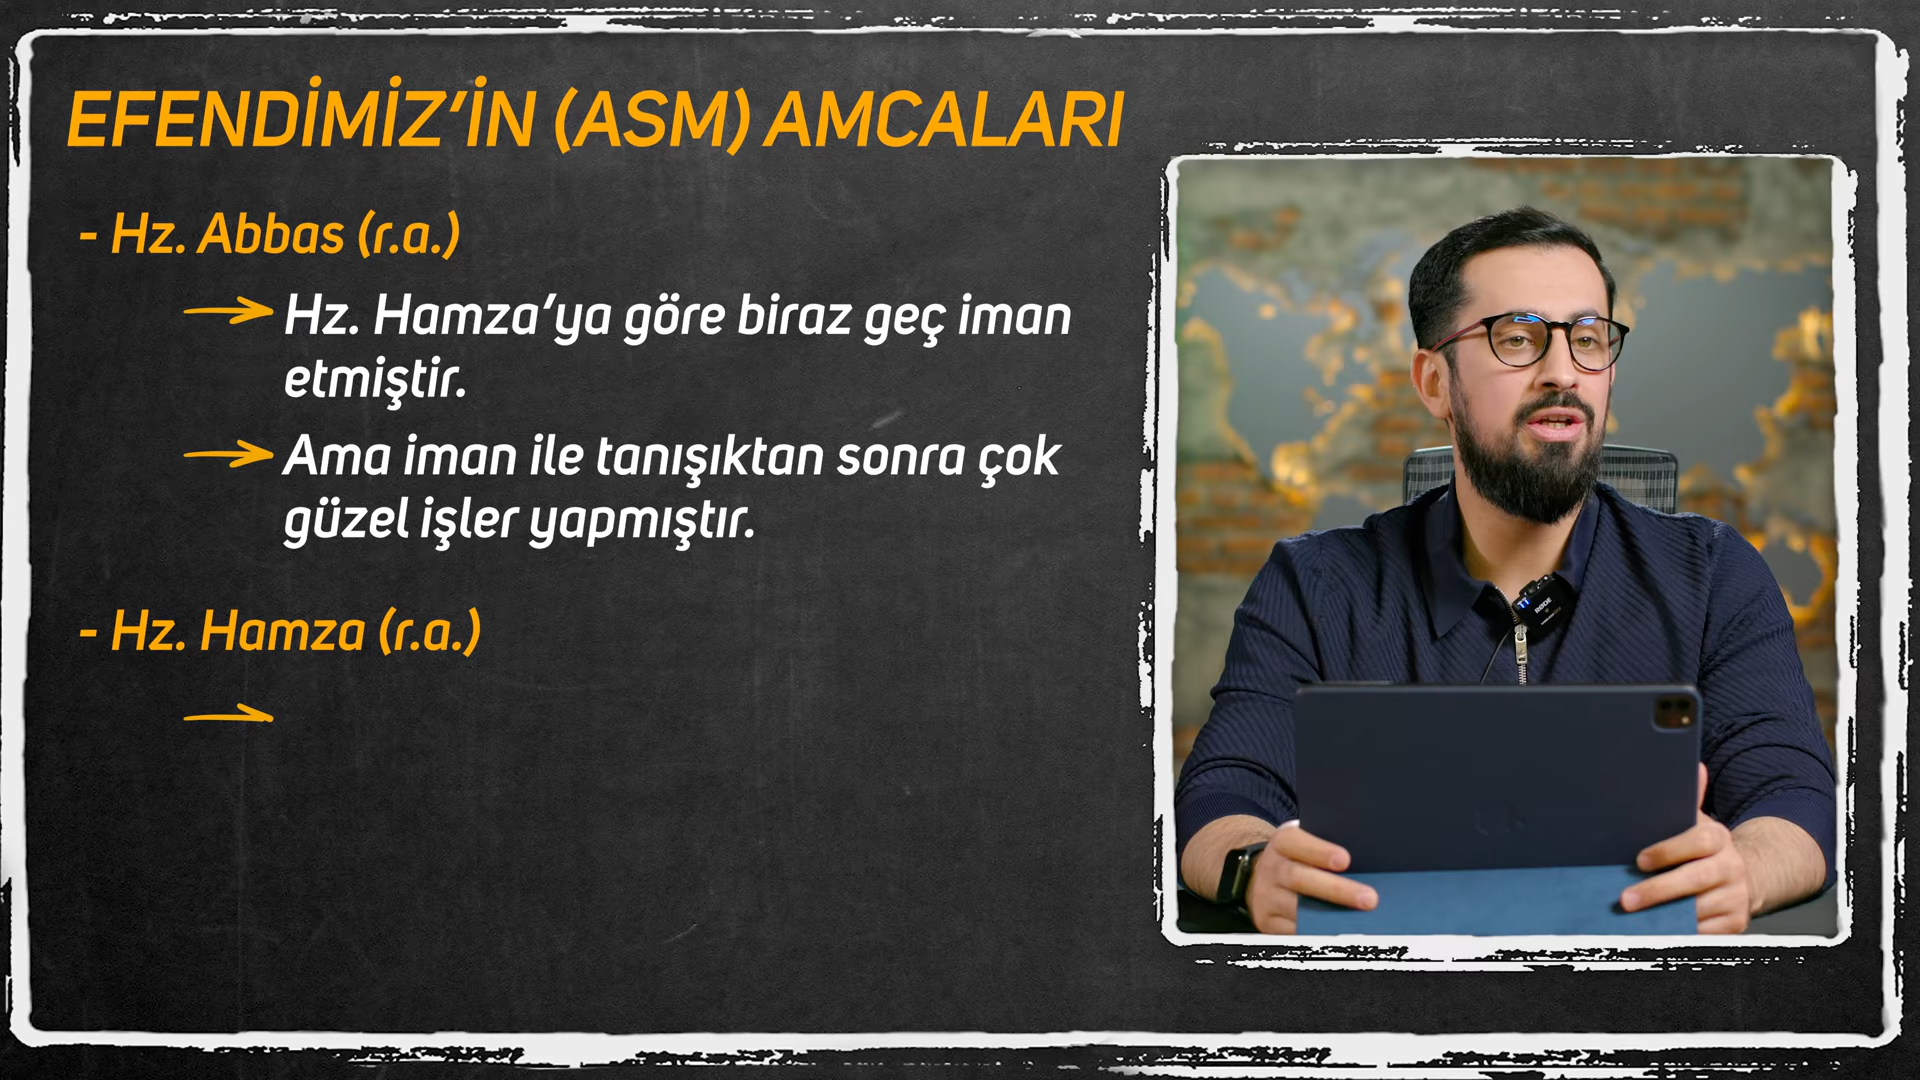 EFENDİMİZ'İN (ASM) AMCALARI
- Hz. Abbas (r.a.)
Hz. Hamza'ya göre biraz geç iman
etmiştir.
Ama iman ile tanışıktan sonra çok
güzel işler yapmıştır.
- Hz. Hamza (r.a.)
RØDE